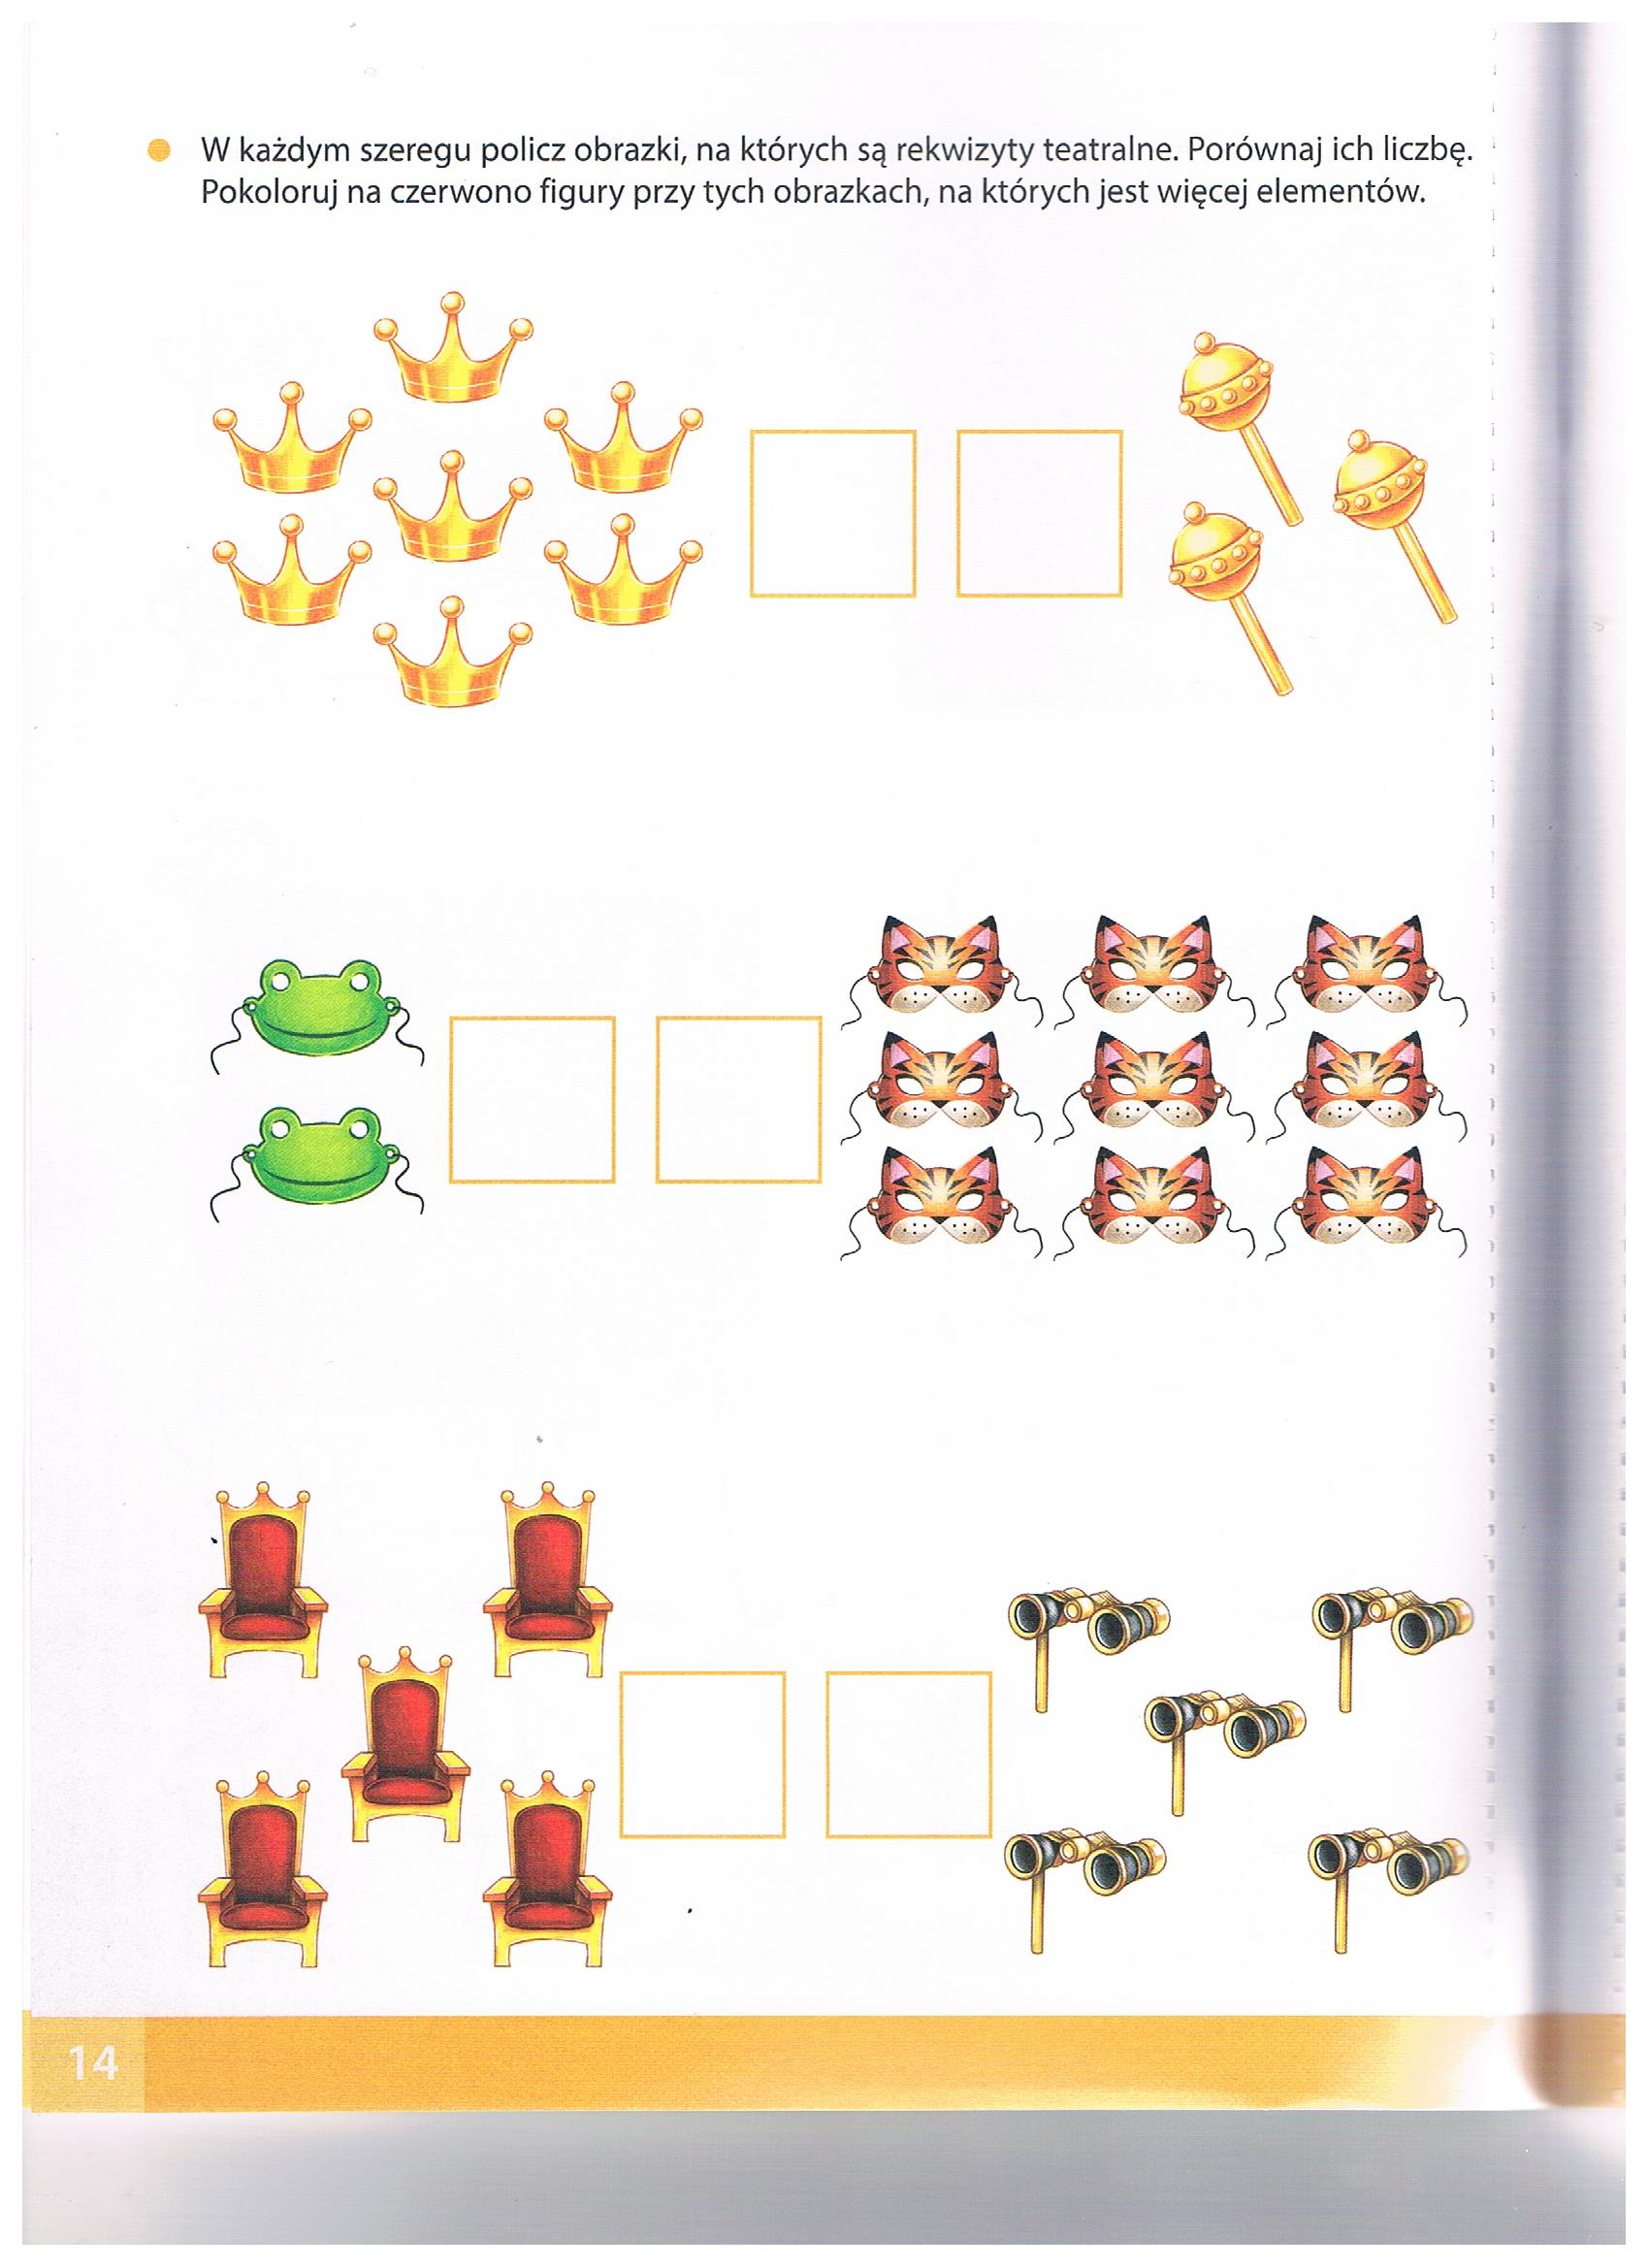 W każdym szeregu policz obrazki, na których są rekwizyty teatralne. Porównaj ich liczbę.
Pokoloruj na czerwono figury przy tych obrazkach, na których jest więcej elementów.
14